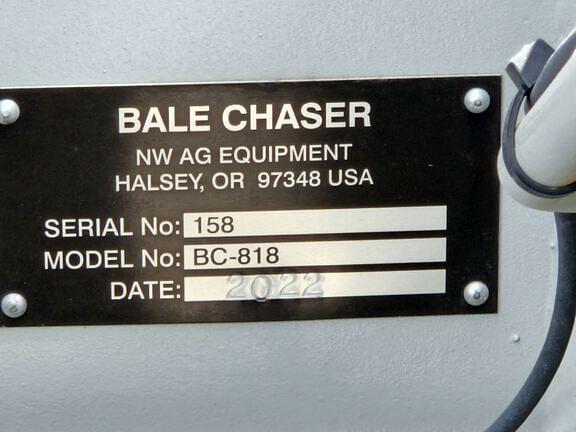 BALE CHASER
NW AG EQUIPMENT
HALSEY, OR 97348 USA
SERIAL No: 158
MODEL No: BC-818
DATE: 2022